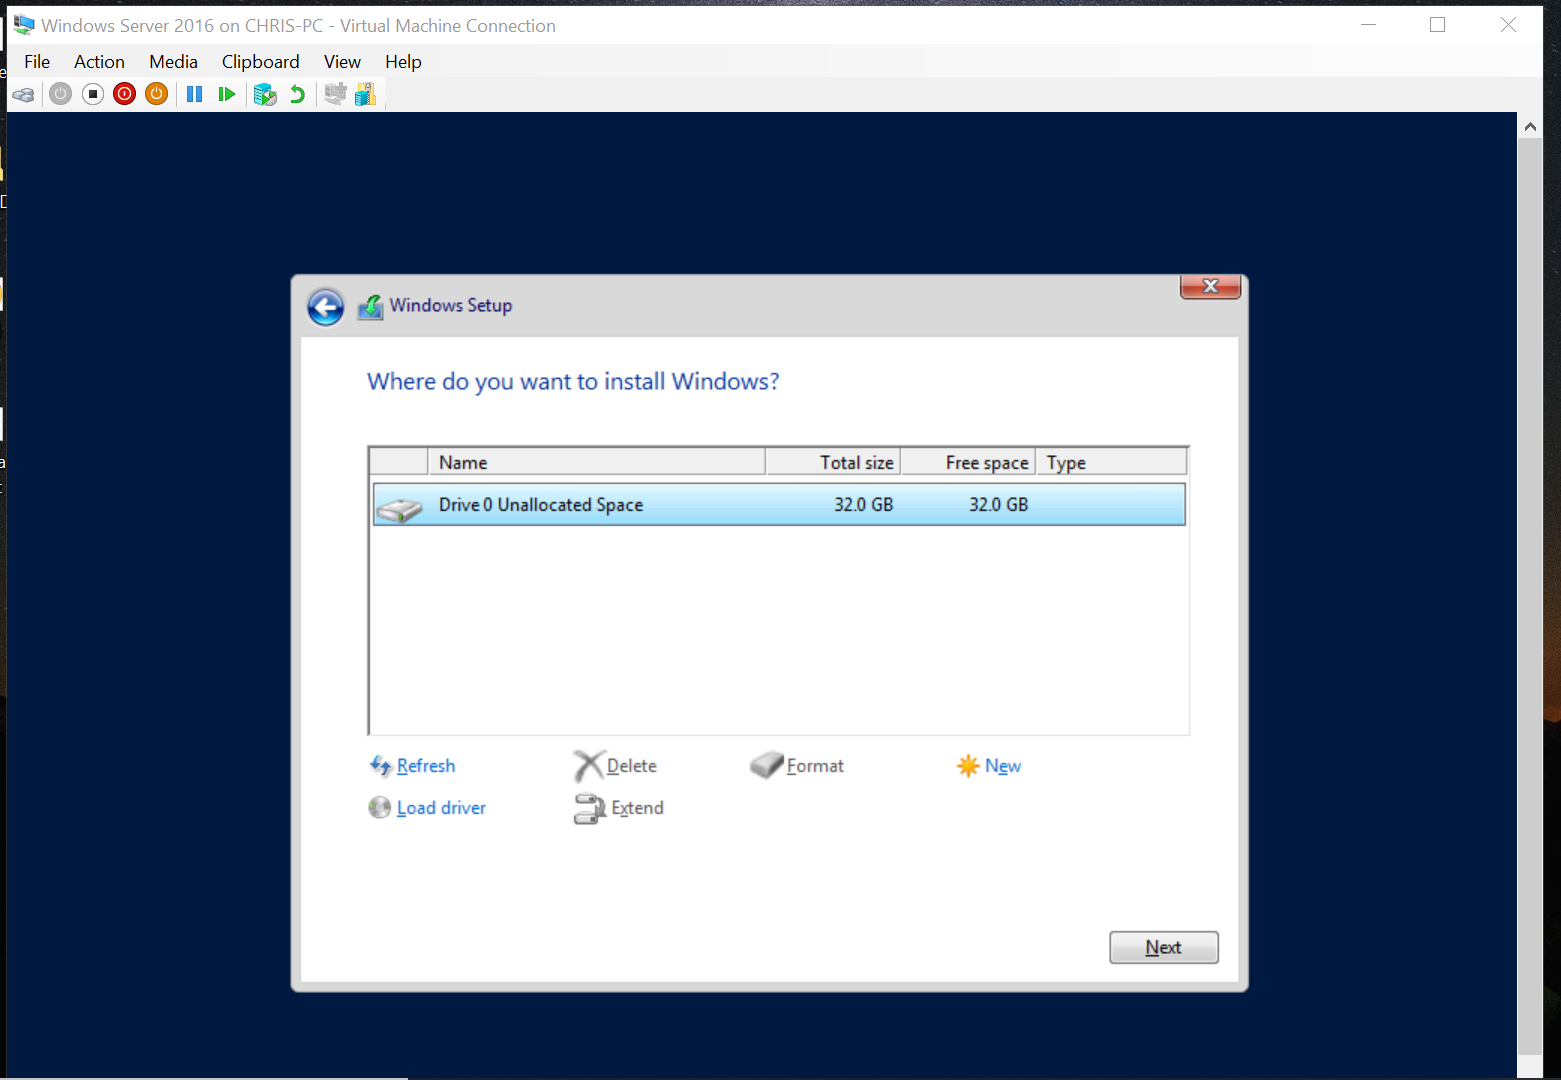 Windows Server 2016 on CHRIS-PC - Virtual Machine Connection
File Action Media Clipboard View Help
Windows Setup
Where do you want to install Windows?
Name Total size Free space Type
Drive 0 Unallocated Space 32.0 GB 32.0 GB
Refresh Delete Format New
Load driver Extend
Next